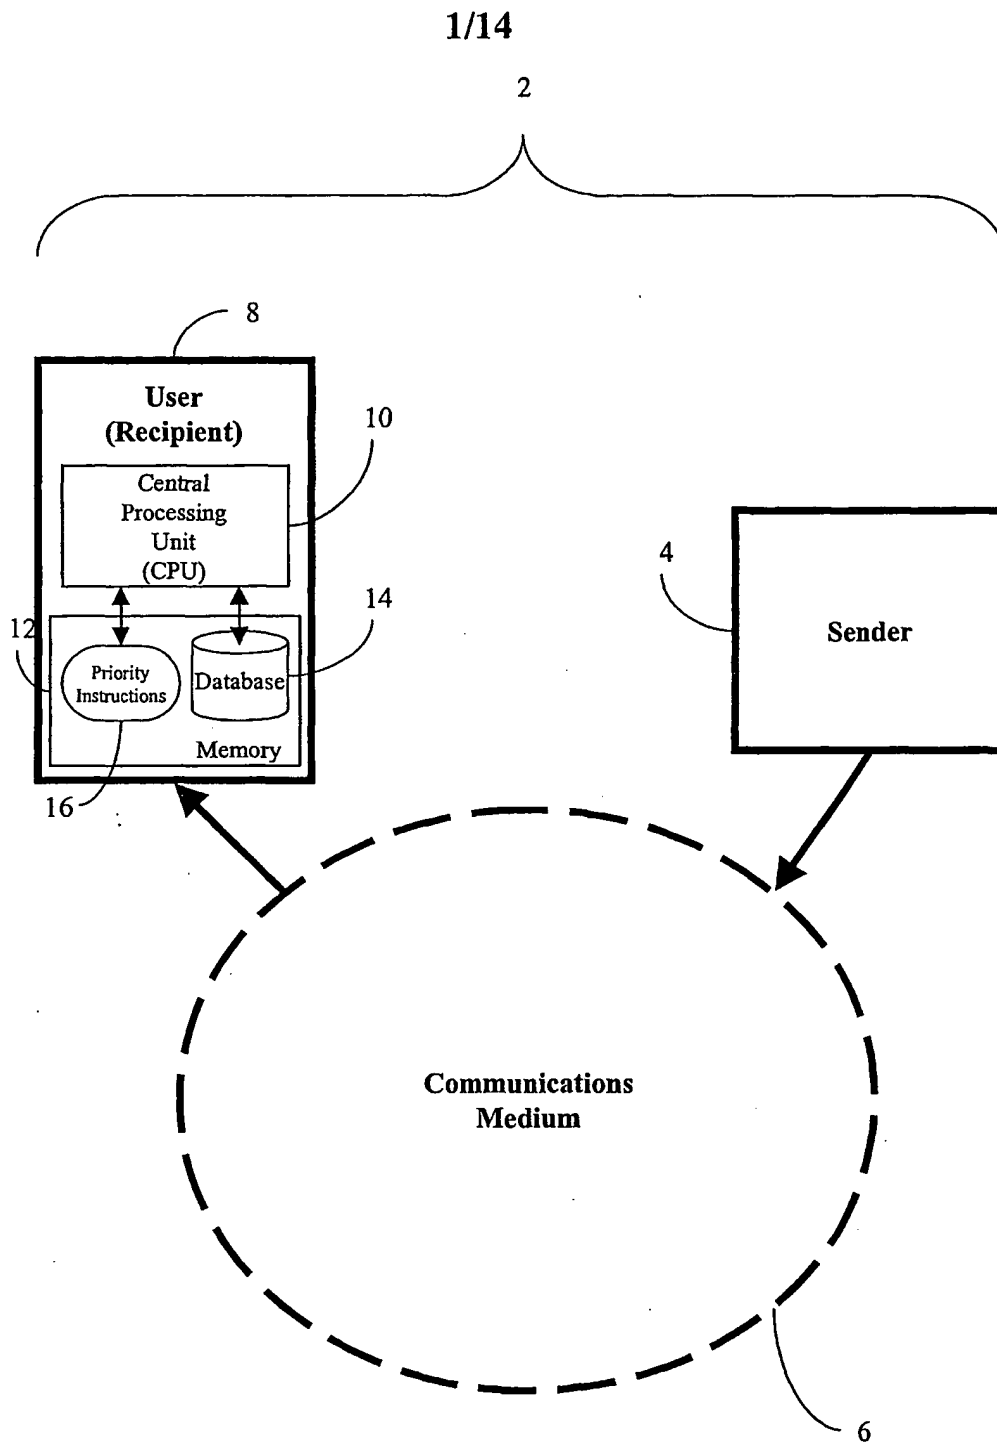 1/14
2
8
User
(Recipient)
10
Central
Processing
Unit
(CPU)
4
Sender
12
14
Priority
Instructions
Database
Memory
16
Communications
Medium
6